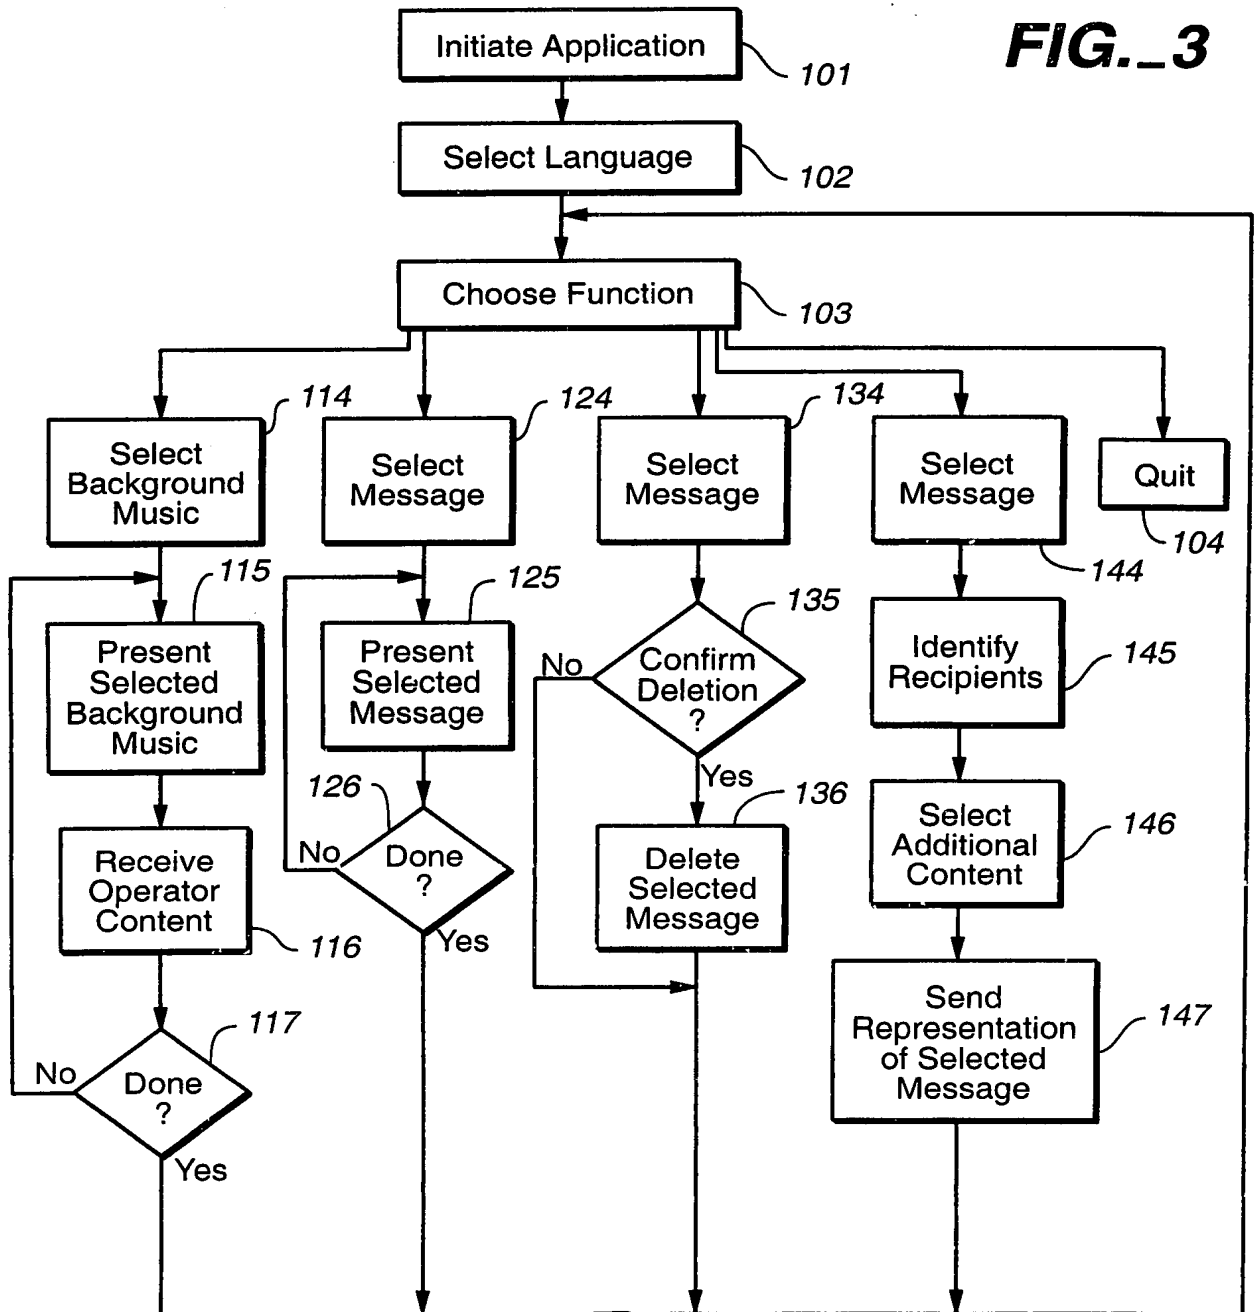 FIG._3
Initiate Application
101
Select Language
102
Choose Function
103
114
Select
Background
Music
124
Select
Message
134
Select
Message
Select
Message
144
Quit
104
115
Present
Selected
Background
Music
125
Present
Selected
Message
135
No
Confirm
Deletion
?
Yes
Identify
Recipients
145
126
No
Done
?
Yes
136
Delete
Selected
Message
Select
Additional
Content
146
Receive
Operator
Content
116
117
No
Done
?
Yes
Send
Representation
of Selected
Message
147